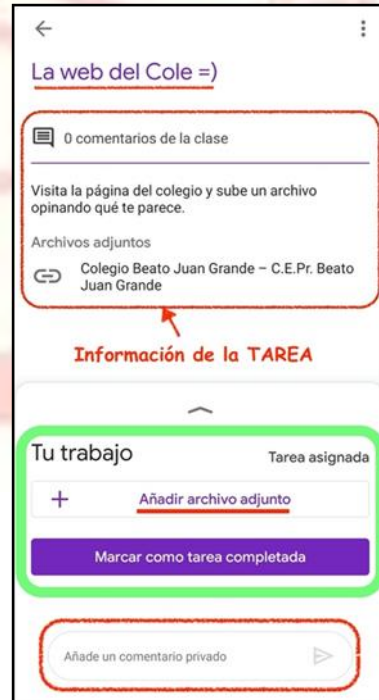 La web del Cole =)
0 comentarios de la clase
Visita la página del colegio y sube un archivo
opinando qué te parece.
Archivos adjuntos
Colegio Beato Juan Grande – C.E.Pr. Beato
Juan Grande
Información de la TAREA
Tu trabajo
Tarea asignada
+ Añadir archivo adjunto
Marcar como tarea completada
Añade un comentario privado